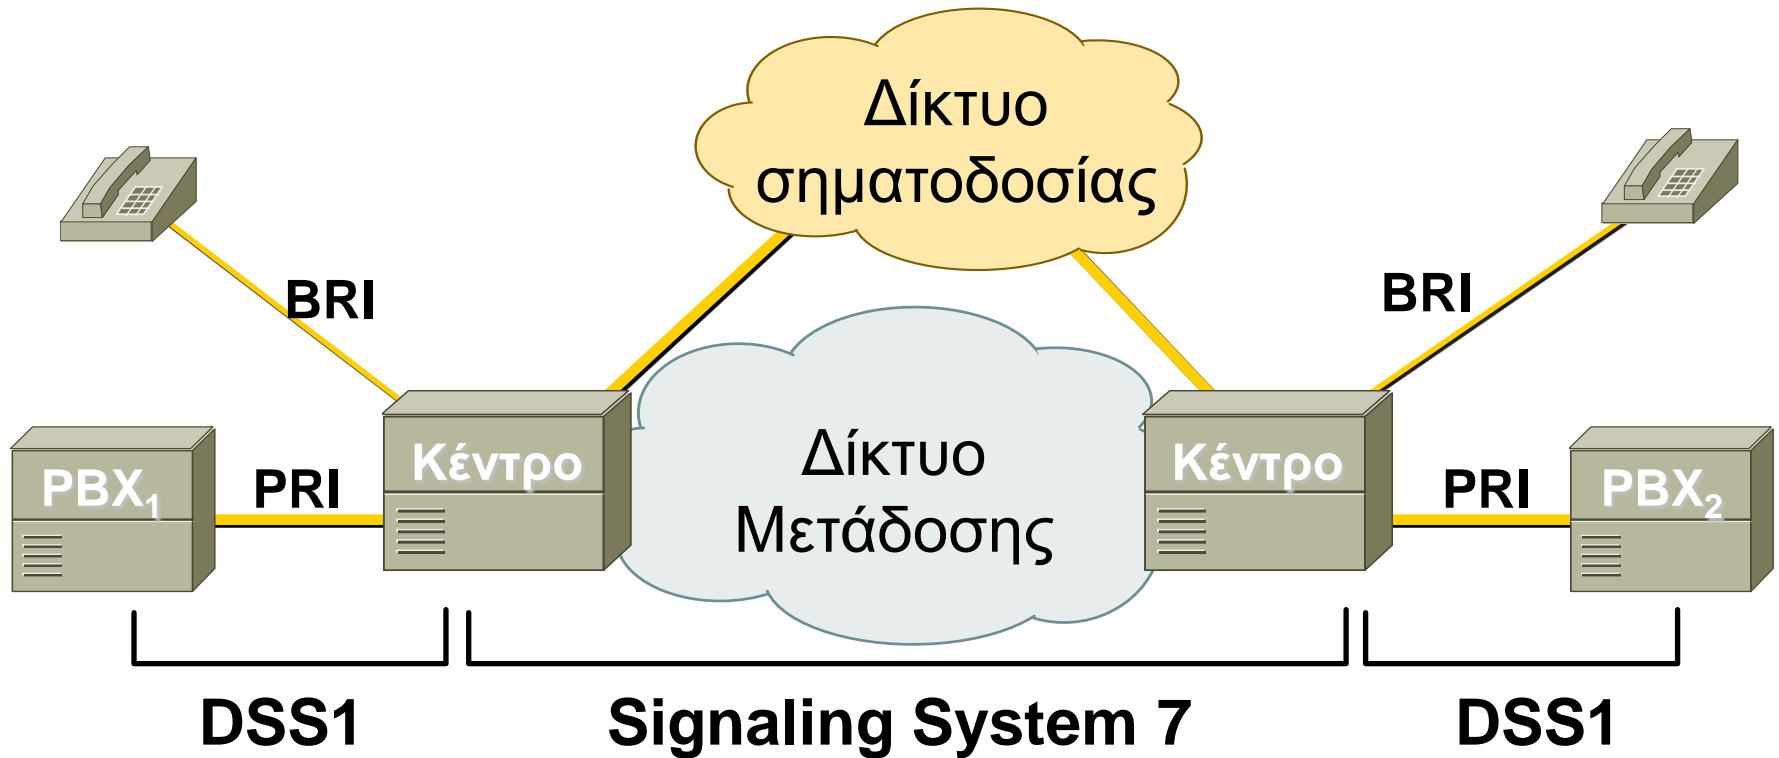 Δίκτυο
σηματοδοσίας
BRI
BRI
Δίκτυο
Μετάδοσης
PBX1
PRI
Κέντρο
Κέντρο
PRI
PBX2
DSS1
Signaling System 7
DSS1